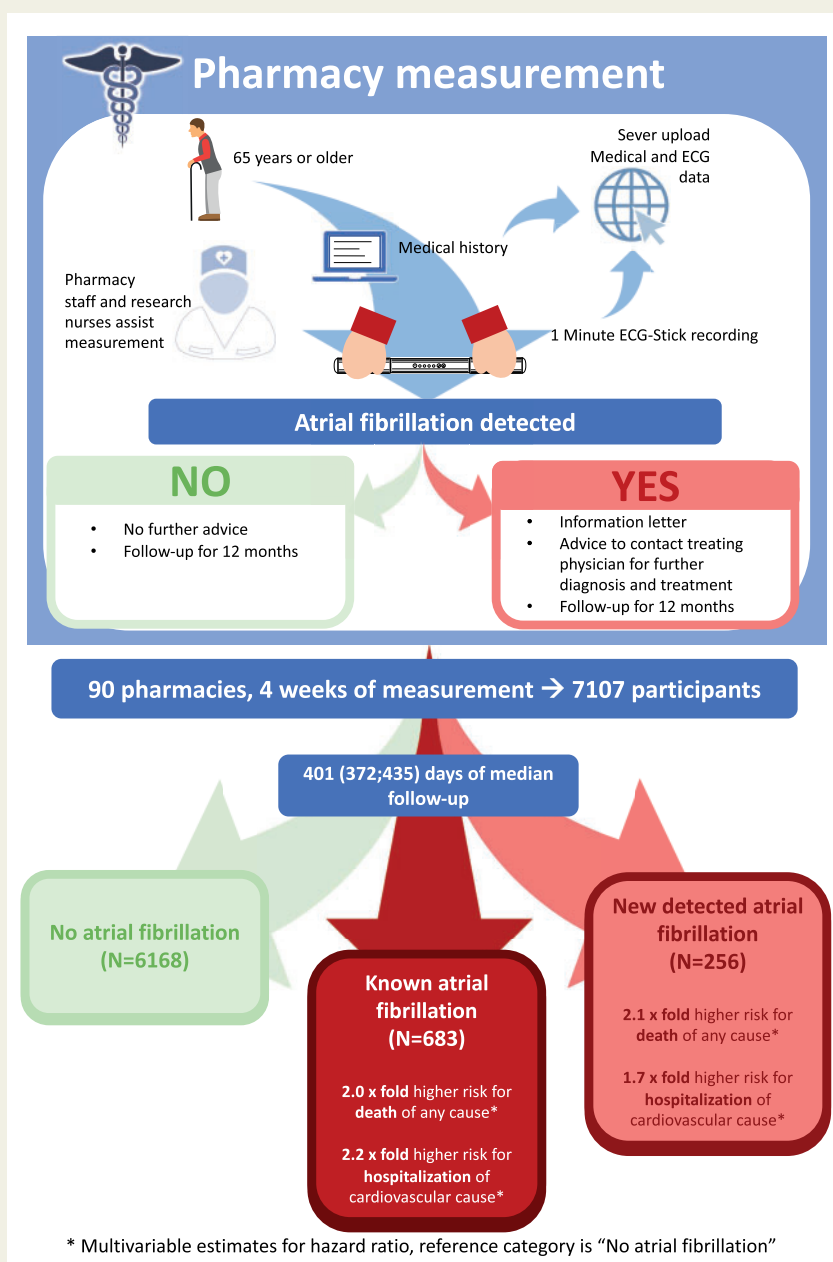 Pharmacy measurement
65 years or older
Sever upload
Medical and ECG
data
Medical history
Pharmacy
staff and research
nurses assist
measurement
1 Minute ECG-Stick recording
Atrial fibrillation detected
NO
• No further advice
• Follow-up for 12 months
YES
• Information letter
• Advice to contact treating
physician for further
diagnosis and treatment
• Follow-up for 12 months
90 pharmacies, 4 weeks of measurement → 7107 participants
401 (372;435) days of median
follow-up
No atrial fibrillation
(N=6168)
Known atrial
fibrillation
(N=683)
2.0 x fold higher risk for
death of any cause*
2.2 x fold higher risk for
hospitalization of
cardiovascular cause*
New detected atrial
fibrillation
(N=256)
2.1 x fold higher risk for
death of any cause*
1.7 x fold higher risk for
hospitalization of
cardiovascular cause*
* Multivariable estimates for hazard ratio, reference category is “No atrial fibrillation”